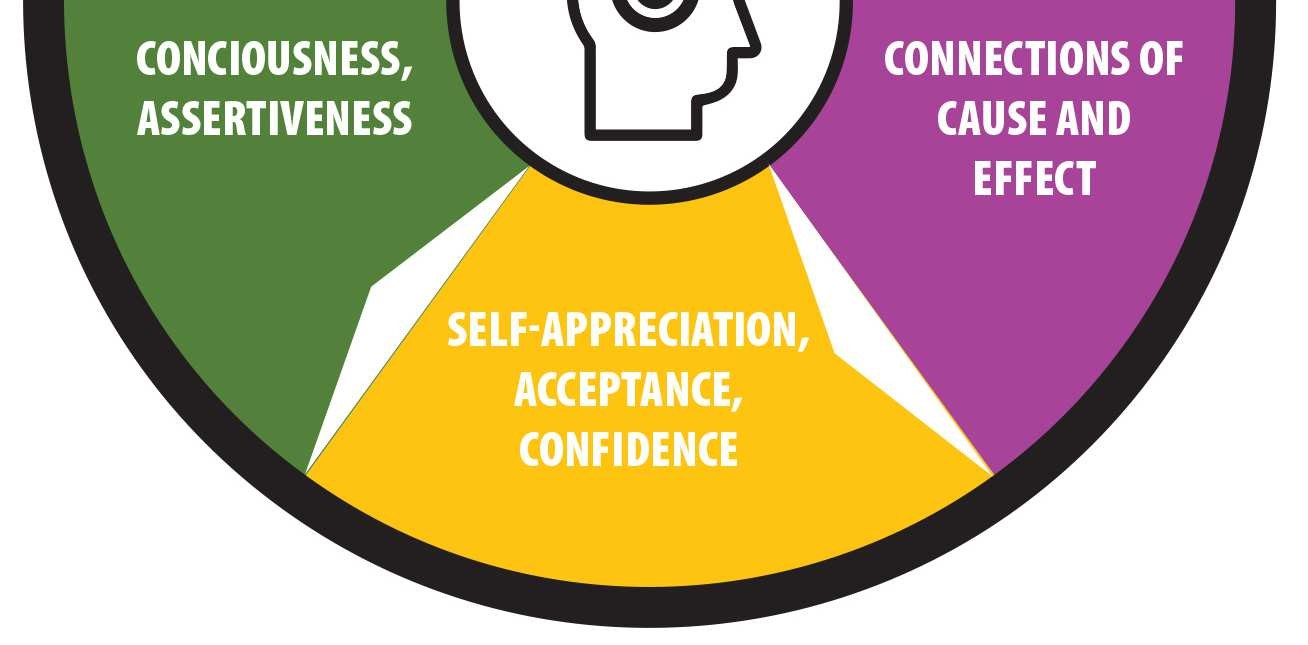 CONCIOUSNESS,
ASSERTIVENESS
CONNECTIONS OF
CAUSE AND
EFFECT
SELF-APPRECIATION,
ACCEPTANCE,
CONFIDENCE